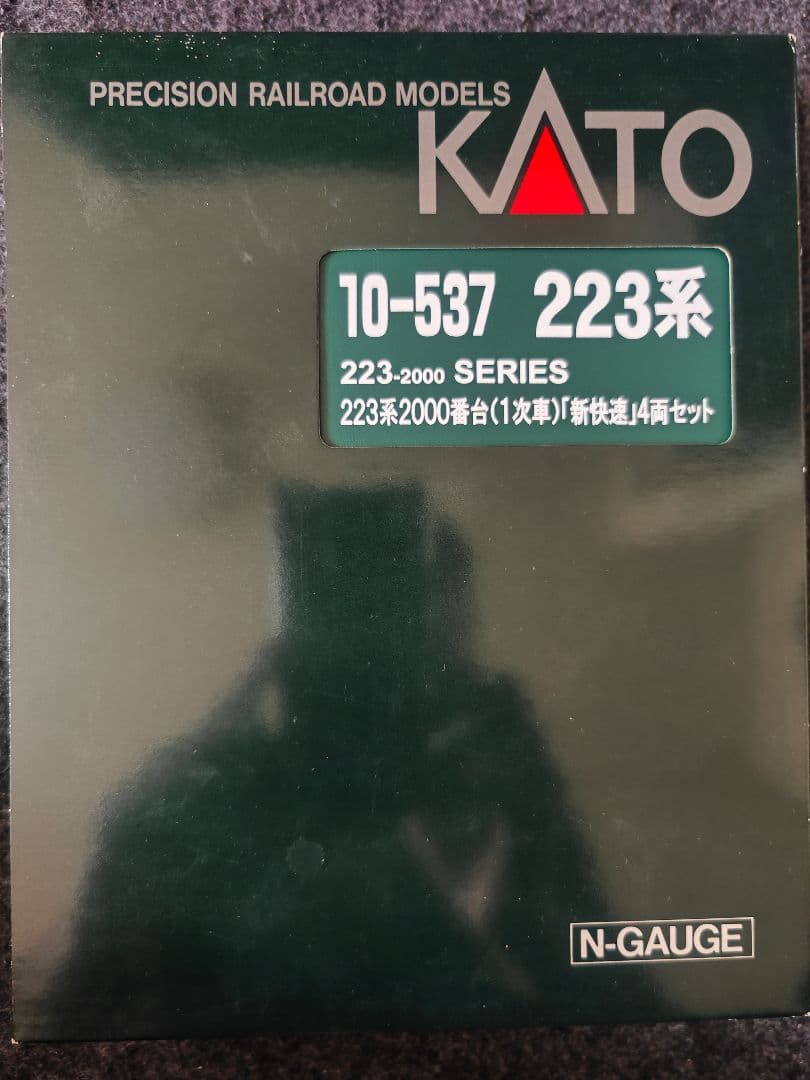 PRECISION RAILROAD MODELS
KATO
10-537 223系
223-2000 SERIES
223系2000番台(1次車)「新快速」4両セット
N-GAUGE